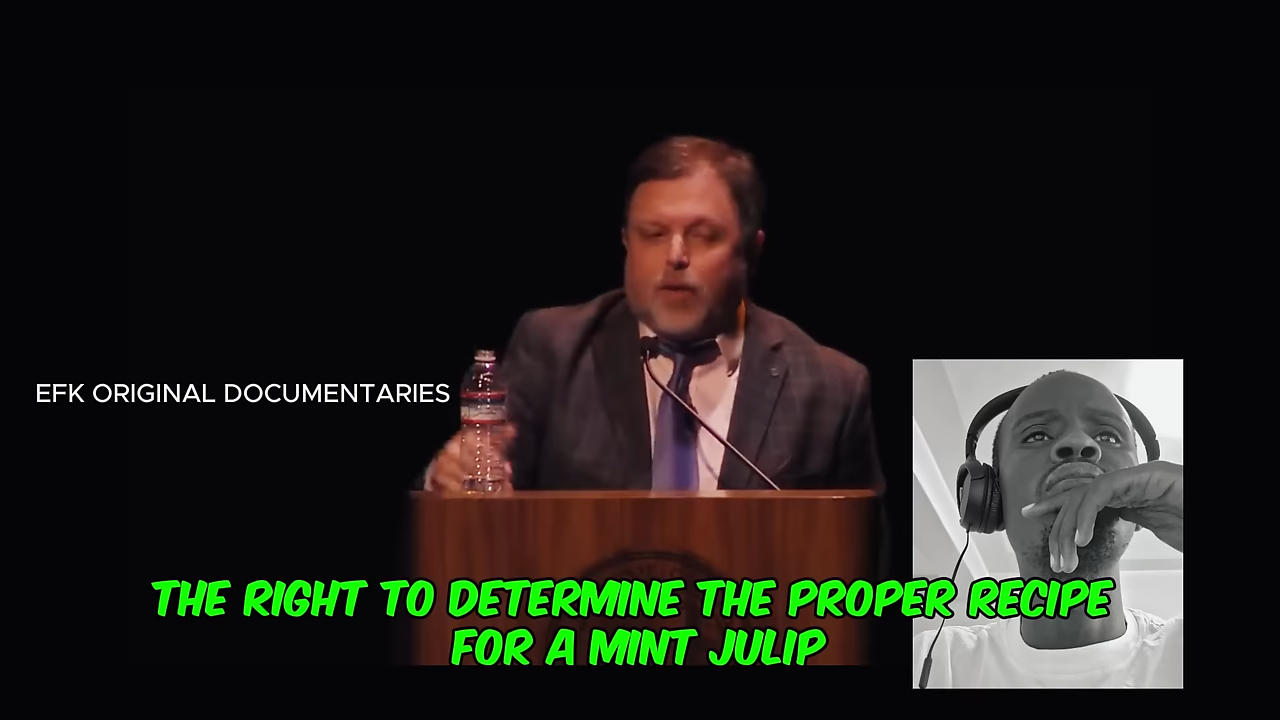 EFK ORIGINAL DOCUMENTARIES
THE RIGHT TO DETERMINE THE PROPER RECIPE
FOR A MINT JULIP